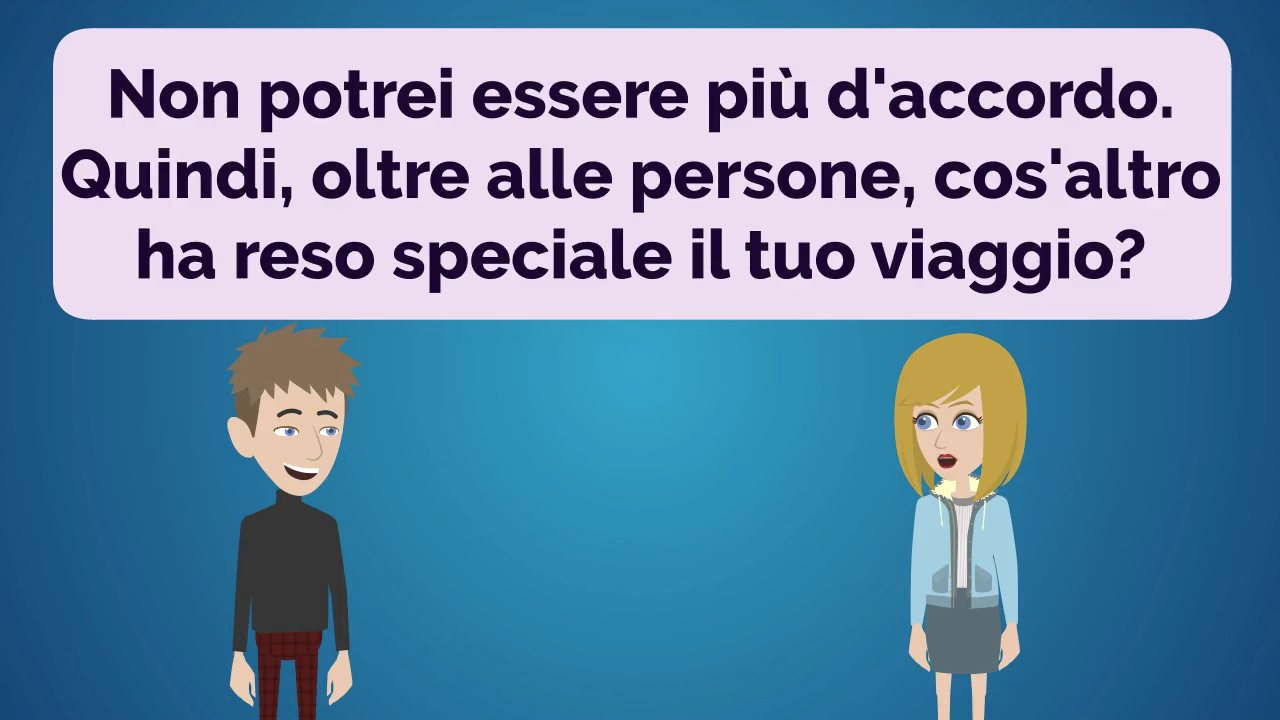 Non potrei essere più d'accordo.
Quindi, oltre alle persone, cos'altro
ha reso speciale il tuo viaggio?